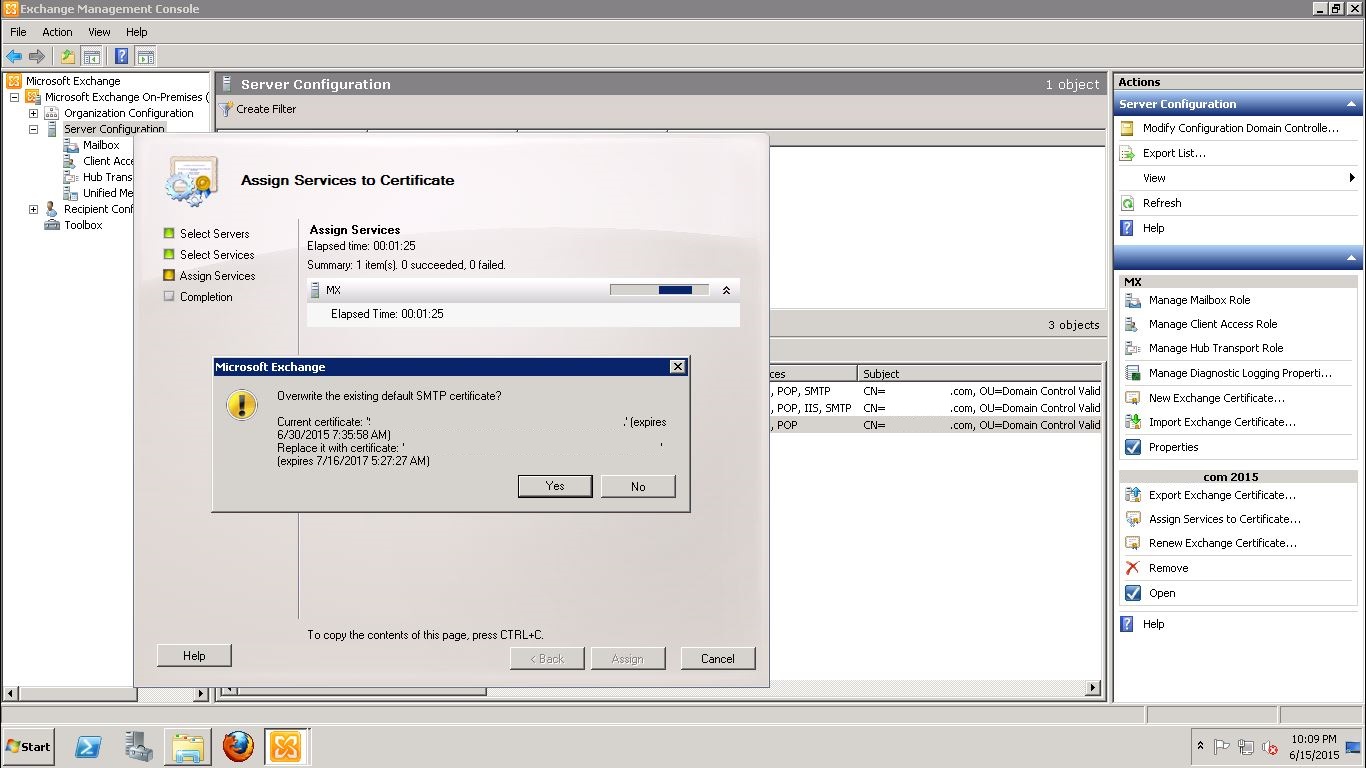 Exchange Management Console
File Action View Help
Microsoft Exchange
Microsoft Exchange On-Premises (
Organization Configuration
Server Configuration
Mailbox
Client Acce
Hub Trans
Unified Me
Recipient Conf
Toolbox
Server Configuration
1 object
Create Filter
Assign Services to Certificate
Select Servers
Select Services
Assign Services
Completion
Assign Services
Elapsed time: 00:01:25
Summary: 1 item(s). 0 succeeded, 0 failed.
MX
Elapsed Time: 00:01:25
Microsoft Exchange
Overwrite the existing default SMTP certificate?
Current certificate: ': .' (expires
6/30/2015 7:35:58 AM)
Replace it with certificate: ' '
(expires 7/16/2017 5:27:27 AM)
Yes No
To copy the contents of this page, press CTRL+C.
Help < Back Assign Cancel
3 objects
ces Subject
, POP, SMTP CN= .com, OU=Domain Control Valid
, POP, IIS, SMTP CN= .com, OU=Domain Control Valid
, POP CN= .com, OU=Domain Control Valid
Actions
Server Configuration
Modify Configuration Domain Controlle...
Export List...
View
Refresh
Help
MX
Manage Mailbox Role
Manage Client Access Role
Manage Hub Transport Role
Manage Diagnostic Logging Properti...
New Exchange Certificate...
Import Exchange Certificate...
Properties
com 2015
Export Exchange Certificate...
Assign Services to Certificate...
Renew Exchange Certificate...
Remove
Open
Help
Start
10:09 PM
6/15/2015